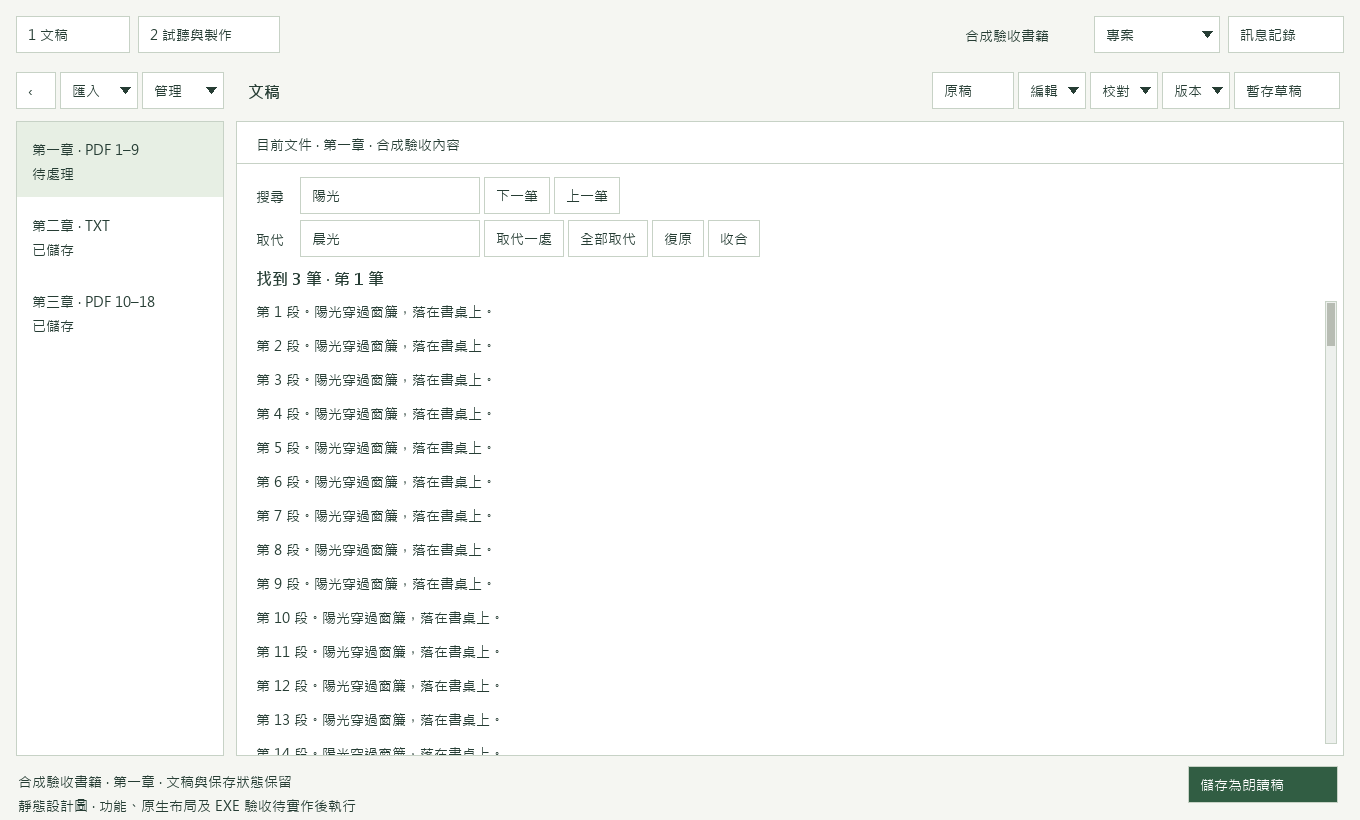 1 文稿 2 試聽與製作 合成驗收書籍 專案 訊息記錄
‹ 匯入 管理 文稿 原稿 編輯 校對 版本 暫存草稿
第一章 · PDF 1–9
待處理
第二章 · TXT
已儲存
第三章 · PDF 10–18
已儲存
目前文件 · 第一章 · 合成驗收內容
搜尋 陽光 下一筆 上一筆
取代 晨光 取代一處 全部取代 復原 收合
找到 3 筆 · 第 1 筆
第 1 段。陽光穿過窗簾，落在書桌上。
第 2 段。陽光穿過窗簾，落在書桌上。
第 3 段。陽光穿過窗簾，落在書桌上。
第 4 段。陽光穿過窗簾，落在書桌上。
第 5 段。陽光穿過窗簾，落在書桌上。
第 6 段。陽光穿過窗簾，落在書桌上。
第 7 段。陽光穿過窗簾，落在書桌上。
第 8 段。陽光穿過窗簾，落在書桌上。
第 9 段。陽光穿過窗簾，落在書桌上。
第 10 段。陽光穿過窗簾，落在書桌上。
第 11 段。陽光穿過窗簾，落在書桌上。
第 12 段。陽光穿過窗簾，落在書桌上。
第 13 段。陽光穿過窗簾，落在書桌上。
第 14 段。陽光穿過窗簾，落在書桌上。
合成驗收書籍 · 第一章 · 文稿與保存狀態保留
靜態設計圖 · 功能、原生布局及 EXE 驗收待實作後執行
儲存為朗讀稿